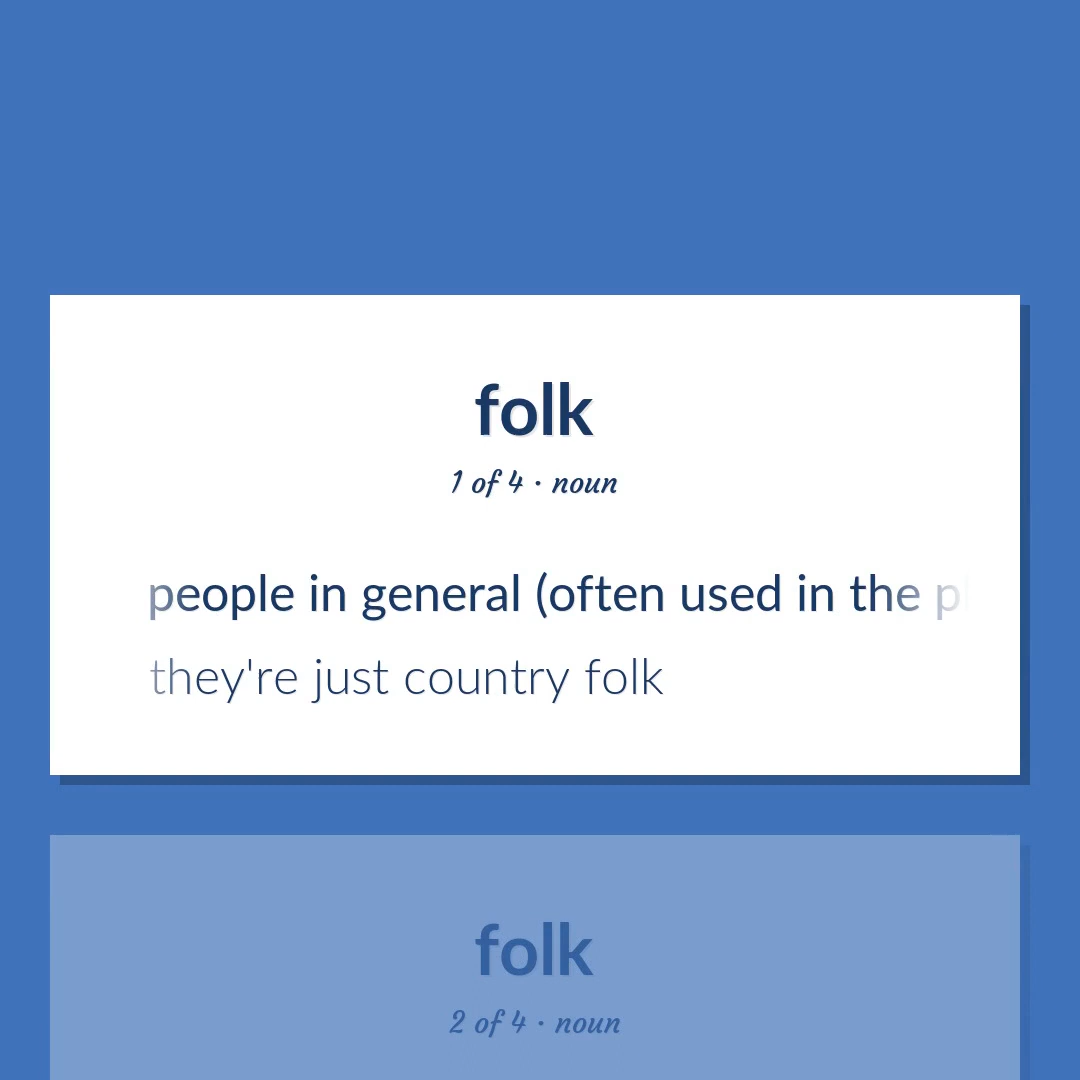 folk
1 of 4 · noun
people in general (often used in the
they're just country folk
folk
2 of 4 · noun